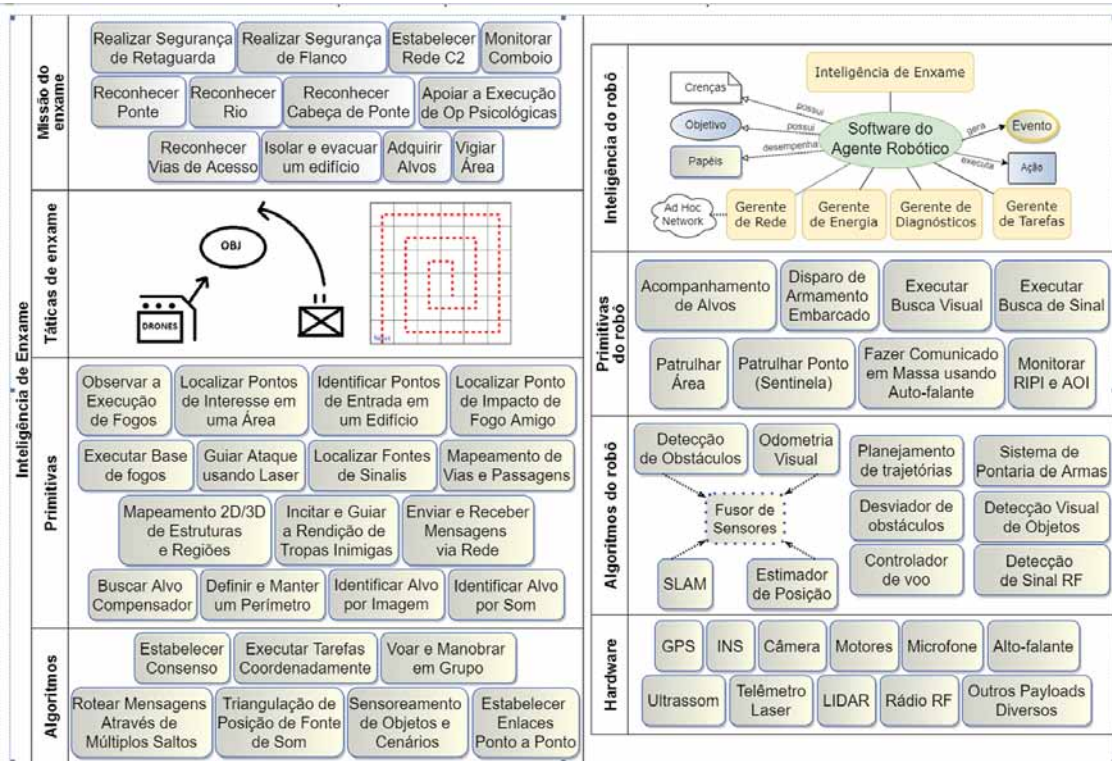 Inteligência de Enxame
Missão do
enxame
Realizar Segurança
de Retaguarda
Realizar Segurança
de Flanco
Estabelecer
Rede C2
Monitorar
Comboio
Reconhecer
Ponte
Reconhecer
Rio
Reconhecer
Cabeça de Ponte
Apoiar a Execução
de Op Psicológicas
Reconhecer
Vias de Acesso
Isolar e evacuar
um edifício
Adquirir
Alvos
Vigiar
Área
Táticas de enxame
OBJ
DRONES
Primitivas
Observar a
Execução
de Fogos
Localizar Pontos
de Interesse em
uma Área
Identificar Pontos
de Entrada em
um Edifício
Localizar Ponto
de Impacto de
Fogo Amigo
Executar Base
de fogos
Guiar Ataque
usando Laser
Localizar Fontes
de Sinalis
Mapeamento de
Vias e Passagens
Mapeamento 2D/3D
de Estruturas
e Regiões
Incitar e Guiar
a Rendição de
Tropas Inimigas
Enviar e Receber
Mensagens
via Rede
Buscar Alvo
Compensador
Definir e Manter
um Perímetro
Identificar Alvo
por Imagem
Identificar Alvo
por Som
Algoritmos
Estabelecer
Consenso
Executar Tarefas
Coordenadamente
Voar e Manobrar
em Grupo
Rotear Mensagens
Através de
Múltiplos Saltos
Triangulação de
Posição de Fonte
de Som
Sensoreamento
de Objetos e
Cenários
Estabelecer
Enlaces
Ponto a Ponto
Inteligência do robô
Inteligência de Enxame
Crenças
possui
Objetivo
possui
Papéis
desempenha
Software do
Agente Robótico
gera
Evento
executa
Ação
Ad Hoc
Network
Gerente
de Rede
Gerente
de Energia
Gerente de
Diagnósticos
Gerente
de Tarefas
Primitivas
do robô
Acompanhamento
de Alvos
Disparo de
Armamento
Embarcado
Executar
Busca Visual
Executar
Busca de Sinal
Patrulhar
Área
Patrulhar Ponto
(Sentinela)
Fazer Comunicado
em Massa usando
Auto-falante
Monitorar
RIPI e AOI
Algoritmos do robô
Detecção
de Obstáculos
Odometria
Visual
Fusor de
Sensores
SLAM
Estimador
de Posição
Planejamento
de trajetórias
Sistema de
Pontaria de Armas
Desviador de
obstáculos
Detecção Visual
de Objetos
Controlador
de voo
Detecção
de Sinal RF
Hardware
GPS
INS
Câmera
Motores
Microfone
Alto-falante
Ultrassom
Telêmetro
Laser
LIDAR
Rádio RF
Outros Payloads
Diversos